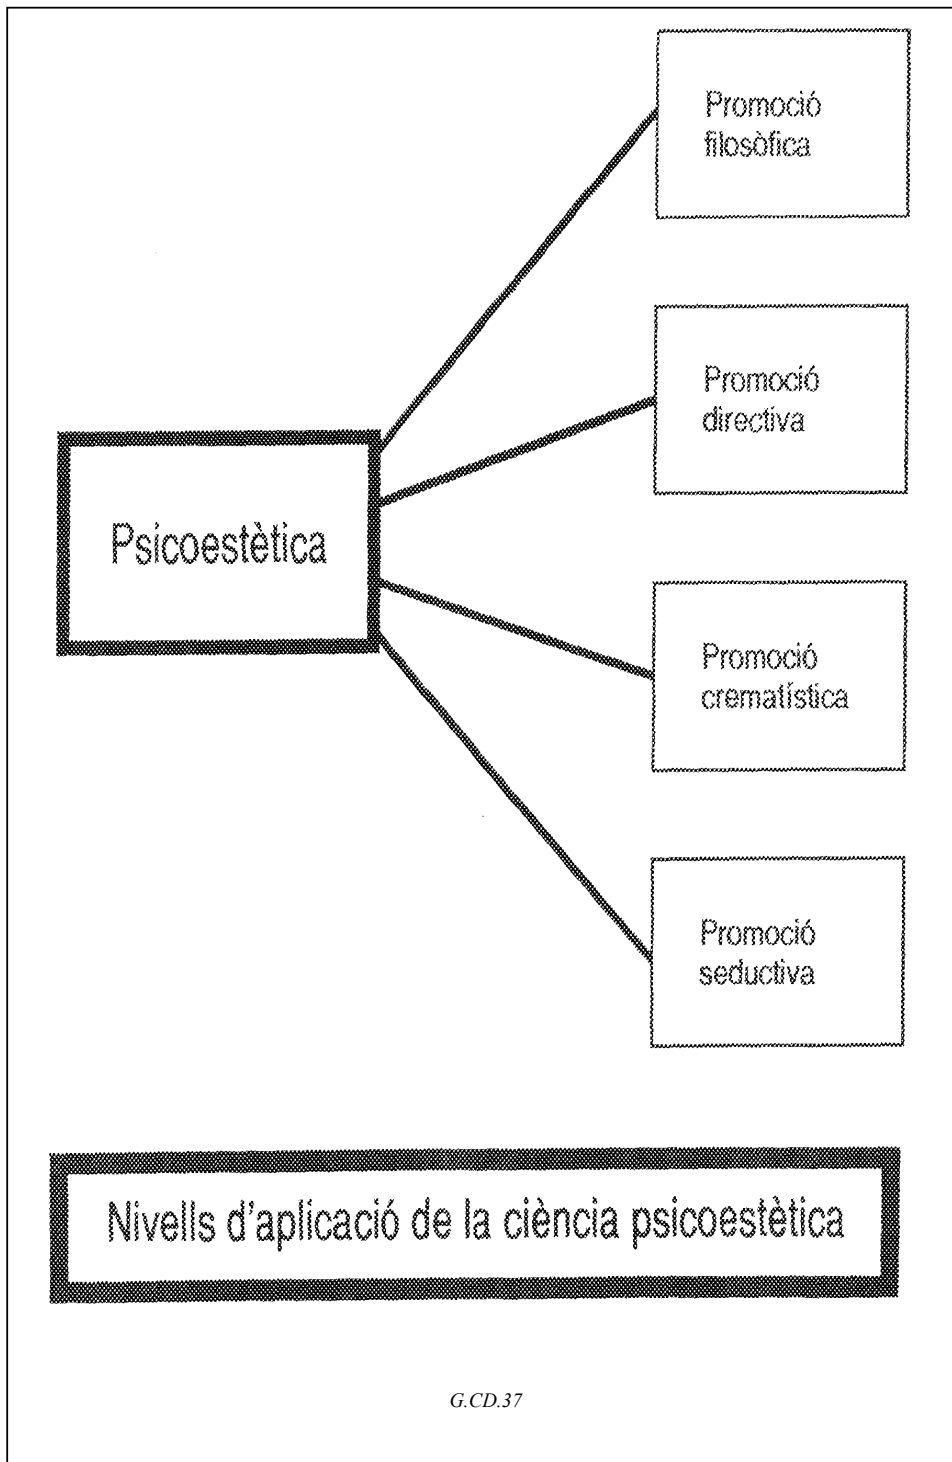 Promoció
filosòfica
Promoció
directiva
Psicoestètica
Promoció
crematística
Promoció
seductiva
Nivells d'aplicació de la ciència psicoestètica
G.CD.37